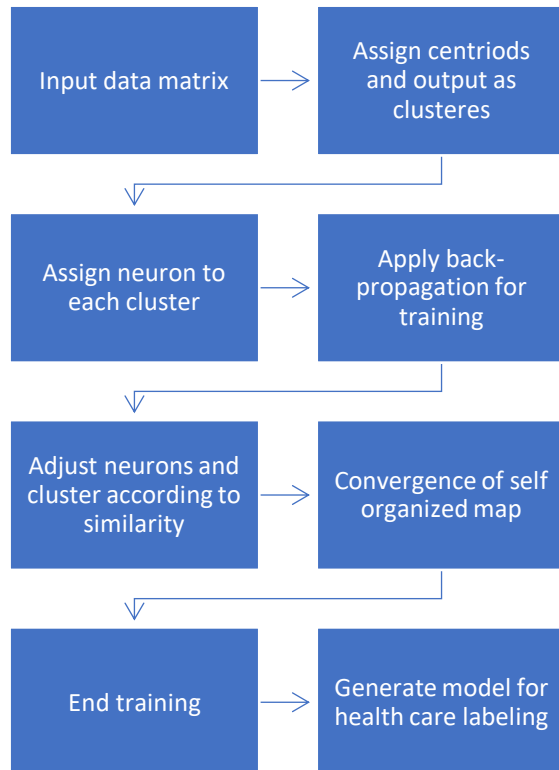 Input data matrix
Assign centriods
and output as
clusteres
Assign neuron to
each cluster
Apply back-
propagation for
training
Adjust neurons and
cluster according to
similarity
Convergence of self
organized map
End training
Generate model for
health care labeling